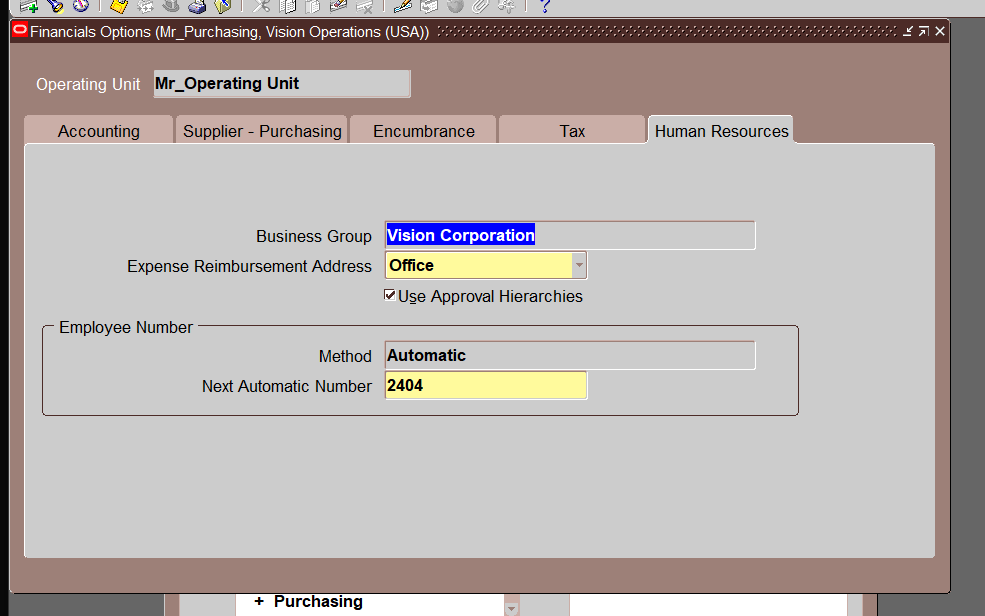 Financials Options (Mr_Purchasing, Vision Operations (USA))
Operating Unit Mr_Operating Unit
Accounting Supplier - Purchasing Encumbrance Tax Human Resources
Business Group Vision Corporation
Expense Reimbursement Address Office
Use Approval Hierarchies
Employee Number
Method Automatic
Next Automatic Number 2404
+ Purchasing